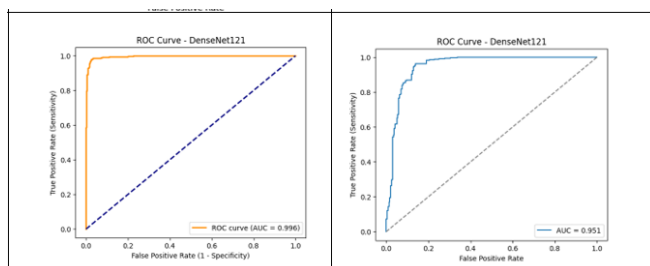 False Positive Rate
ROC Curve - DenseNet121
1.0
0.8
0.6
0.4
0.2
0.0
True Positive Rate (Sensitivity)
0.0 0.2 0.4 0.6 0.8 1.0
False Positive Rate (1 - Specificity)
ROC curve (AUC = 0.996)
ROC Curve - DenseNet121
1.0
0.8
0.6
0.4
0.2
0.0
True Positive Rate (Sensitivity)
0.0 0.2 0.4 0.6 0.8 1.0
False Positive Rate
AUC = 0.951